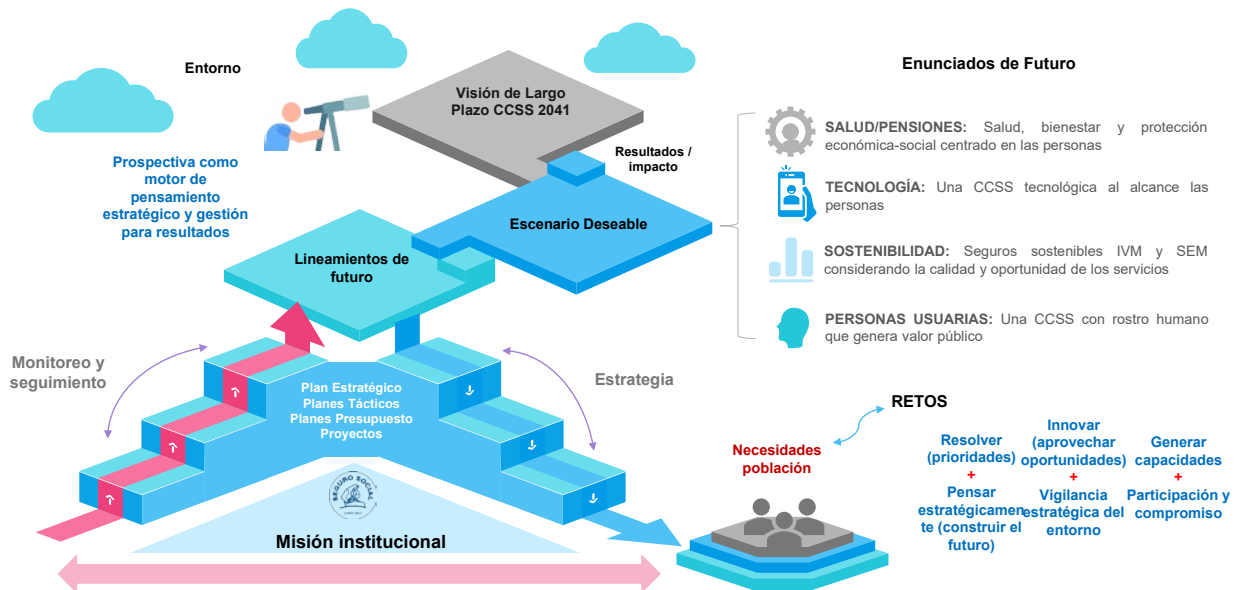 Entorno
Visión de Largo
Plazo CCSS 2041
Enunciados de Futuro
Prospectiva como
motor de
pensamiento
estratégico y gestión
para resultados
Resultados /
impacto
Escenario Deseable
Lineamientos de
futuro
SALUD/PENSIONES: Salud, bienestar y protección
económica-social centrado en las personas
TECNOLOGÍA: Una CCSS tecnológica al alcance las
personas
SOSTENIBILIDAD: Seguros sostenibles IVM y SEM
considerando la calidad y oportunidad de los servicios
PERSONAS USUARIAS: Una CCSS con rostro humano
que genera valor público
Monitoreo y
seguimiento
Plan Estratégico
Planes Tácticos
Planes Presupuesto
Proyectos
Estrategia
SEGURO SOCIAL
Misión institucional
Necesidades
población
RETOS
Resolver
(prioridades)
+
Pensar
estratégicamen
te (construir el
futuro)
Innovar
(aprovechar
oportunidades)
+
Vigilancia
estratégica del
entorno
Generar
capacidades
+
Participación y
compromiso